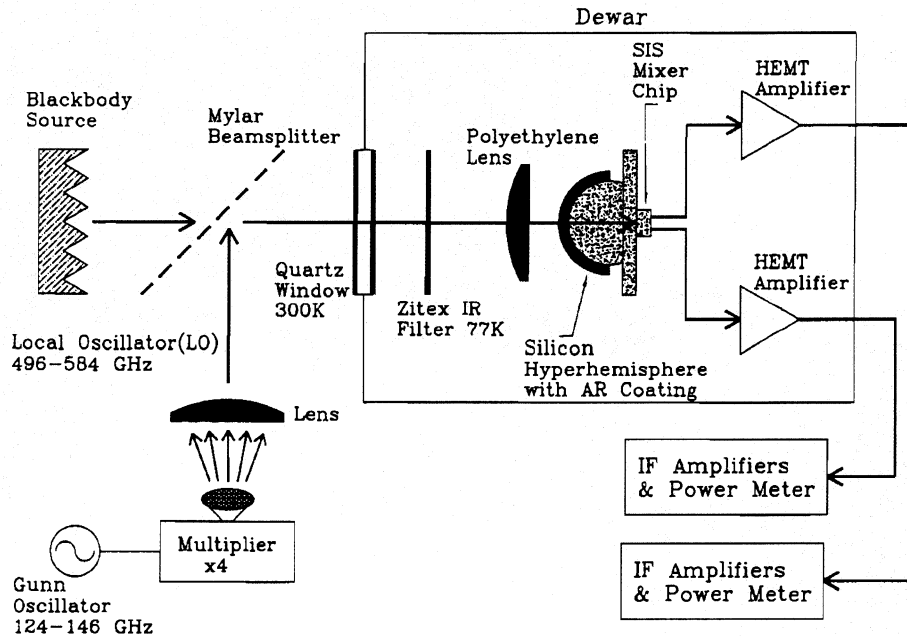 Dewar
Blackbody
Source
Mylar
Beamsplitter
Polyethylene
Lens
SIS
Mixer
Chip
HEMT
Amplifier
Quartz
Window
300K
Zitex IR
Filter 77K
HEMT
Amplifier
Silicon
Hyperhemisphere
with AR Coating
Local Oscillator(LO)
496-584 GHz
Lens
Multiplier
x4
Gunn
Oscillator
124-146 GHz
IF Amplifiers
& Power Meter
IF Amplifiers
& Power Meter